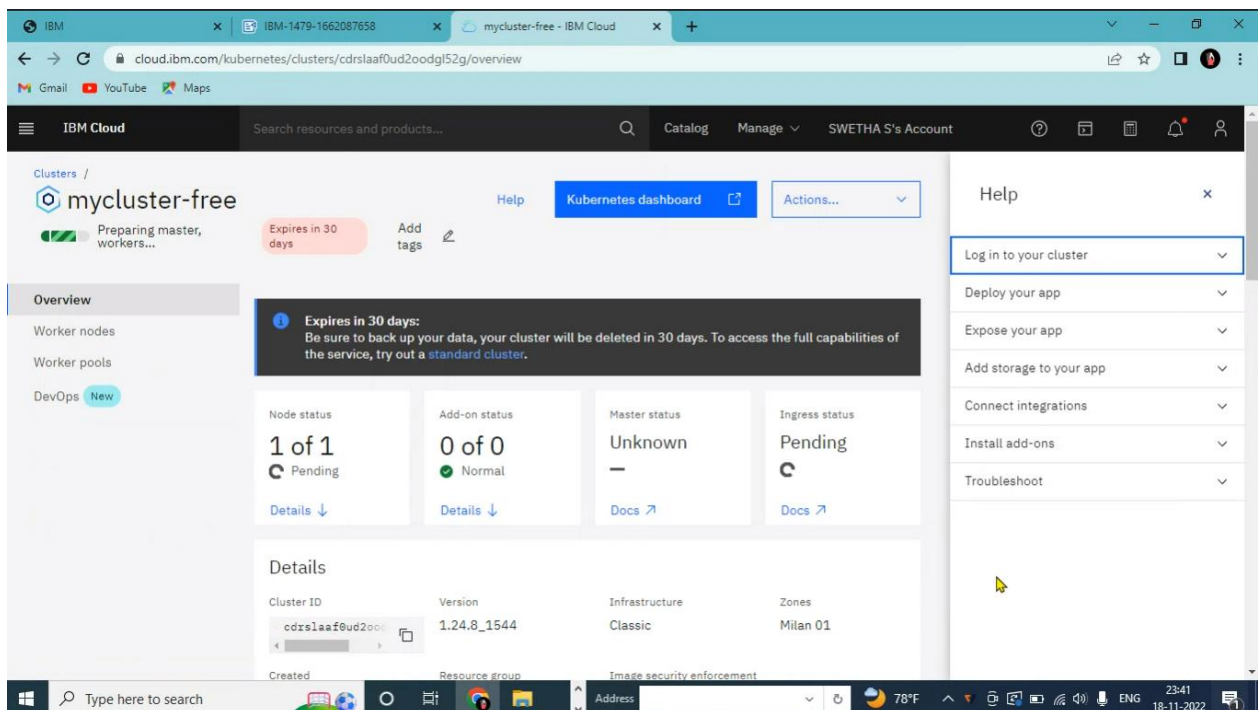 IBM
IBM-1479-1662087658
mycluster-free - IBM Cloud
cloud.ibm.com/kubernetes/clusters/cdrslaaf0ud2oodgl52g/overview
Gmail YouTube Maps
IBM Cloud
Search resources and products...
Catalog
Manage
SWETHA S's Account
Clusters /
mycluster-free
Help
Kubernetes dashboard
Actions...
Preparing master,
workers...
Expires in 30
days
Add
tags
Overview
Worker nodes
Worker pools
DevOps New
Expires in 30 days:
Be sure to back up your data, your cluster will be deleted in 30 days. To access the full capabilities of
the service, try out a standard cluster.
Node status
1 of 1
Pending
Details
Add-on status
0 of 0
Normal
Details
Master status
Unknown
—
Docs
Ingress status
Pending
Docs
Details
Cluster ID
cdrslaaf0ud2oo
Version
1.24.8_1544
Infrastructure
Classic
Zones
Milan 01
Created
Resource group
Image security enforcement
Help
Log in to your cluster
Deploy your app
Expose your app
Add storage to your app
Connect integrations
Install add-ons
Troubleshoot
Type here to search
Address
78°F
ENG
23:41
18-11-2022